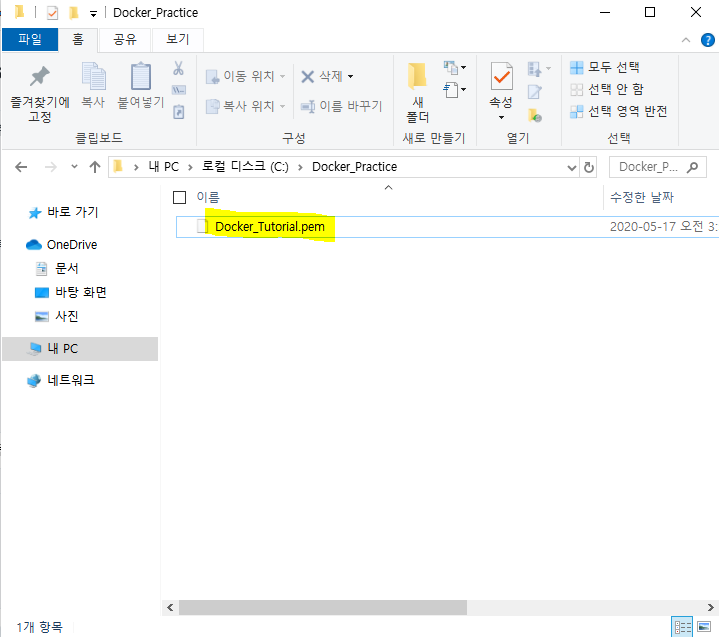 Docker_Practice
파일 홈 공유 보기
즐겨찾기에 고정
복사
붙여넣기
클립보드
이동 위치
복사 위치
삭제
이름 바꾸기
구성
새 폴더
새로 만들기
속성
열기
모두 선택
선택 안 함
선택 영역 반전
선택
내 PC > 로컬 디스크 (C:) > Docker_Practice
Docker_P...
이름 수정한 날짜
Docker_Tutorial.pem 2020-05-17 오전 3:
바로 가기
OneDrive
문서
바탕 화면
사진
내 PC
네트워크
1개 항목